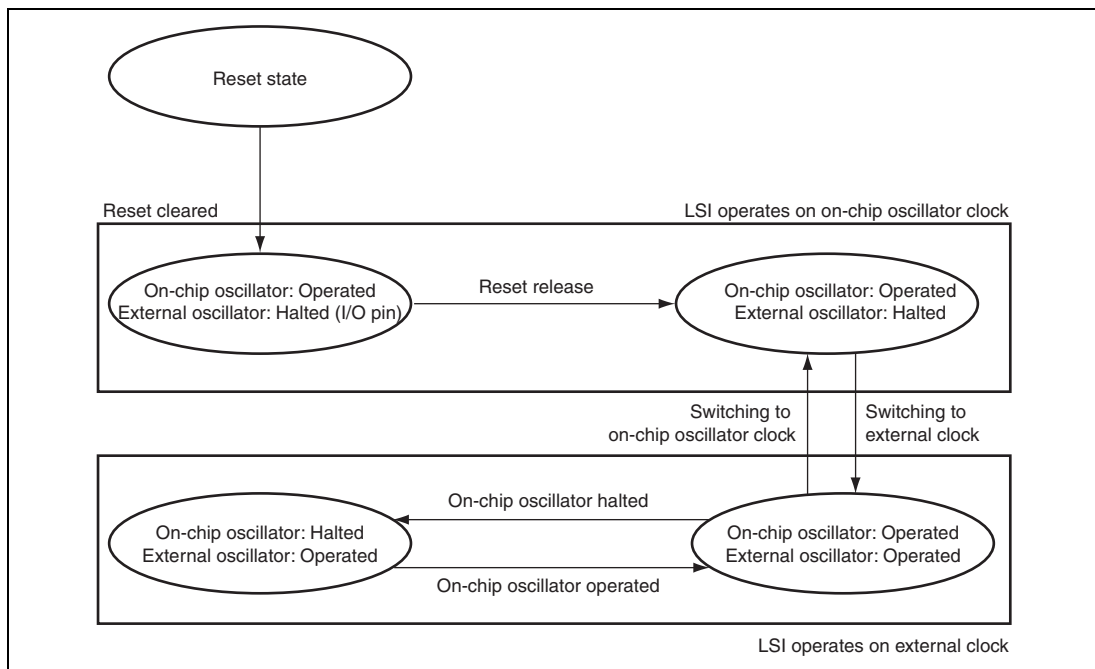 Reset state
Reset cleared
LSI operates on on-chip oscillator clock
On-chip oscillator: Operated
External oscillator: Halted (I/O pin)
Reset release
On-chip oscillator: Operated
External oscillator: Halted
Switching to
on-chip oscillator clock
Switching to
external clock
On-chip oscillator: Halted
External oscillator: Operated
On-chip oscillator halted
On-chip oscillator operated
On-chip oscillator: Operated
External oscillator: Operated
LSI operates on external clock